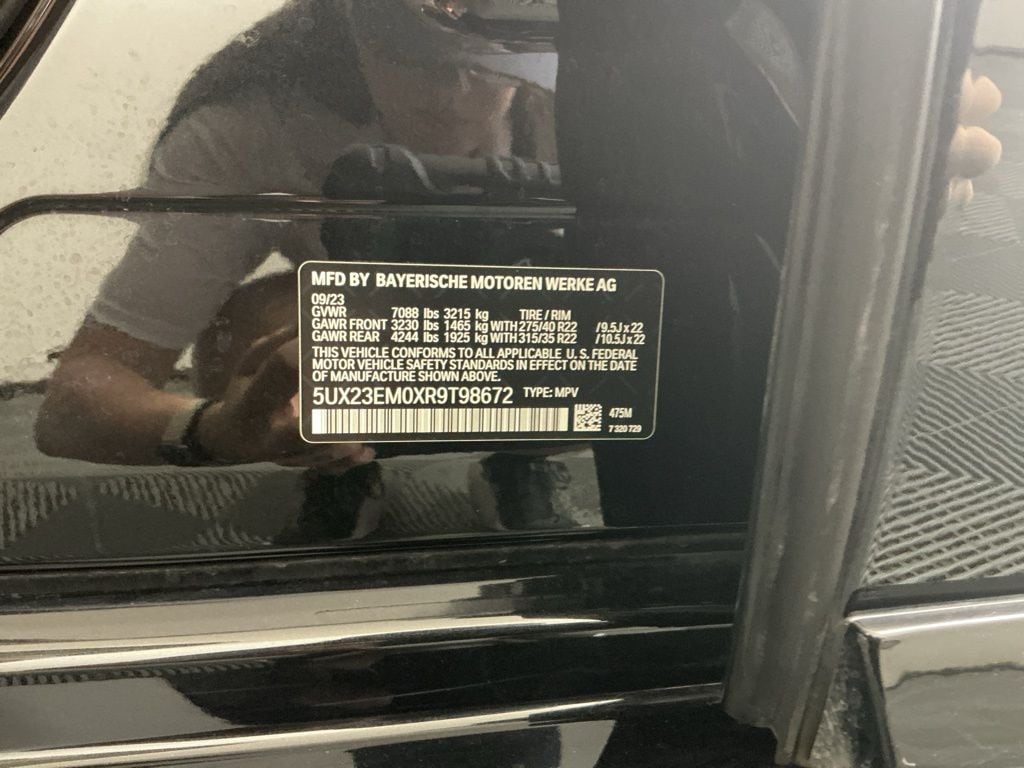 MFD BY BAYERISCHE MOTOREN WERKE AG
09/23
GVWR 7088 lbs 3215 kg TIRE / RIM
GAWR FRONT 3230 lbs 1465 kg WITH 275/40 R22 / 9.5J x 22
GAWR REAR 4244 lbs 1925 kg WITH 315/35 R22 / 10.5J x 22
THIS VEHICLE CONFORMS TO ALL APPLICABLE U. S. FEDERAL
MOTOR VEHICLE SAFETY STANDARDS IN EFFECT ON THE DATE
OF MANUFACTURE SHOWN ABOVE.
5UX23EM0XR9T98672 TYPE: MPV
475M
7 320 729